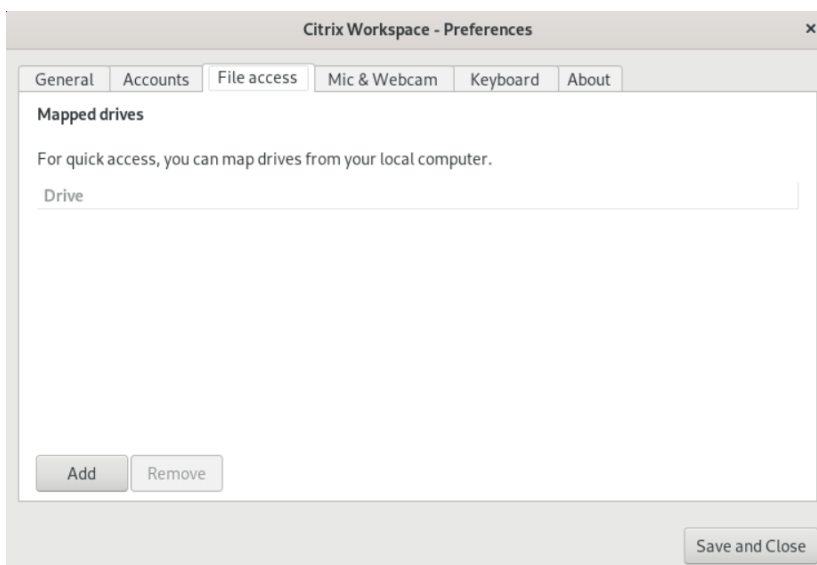 Citrix Workspace - Preferences ×
General Accounts File access Mic & Webcam Keyboard About
Mapped drives
For quick access, you can map drives from your local computer.
Drive
Add Remove
Save and Close